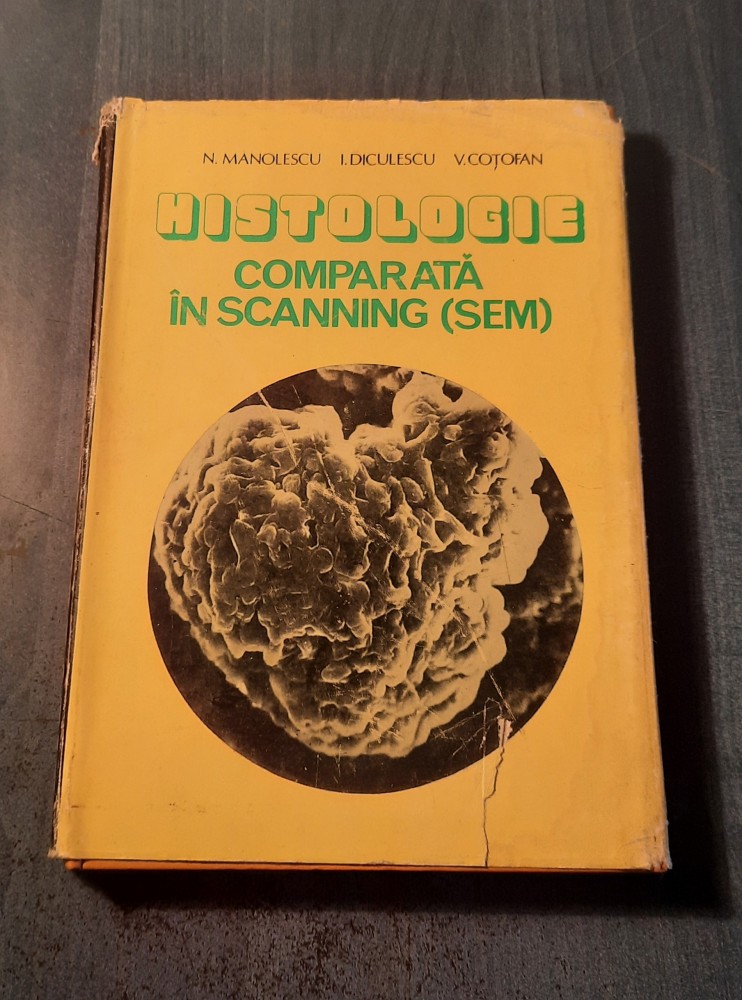 N. MANOLESCU I. DICULESCU V. COȚOFAN
HISTOLOGIE
COMPARATĂ
ÎN SCANNING (SEM)